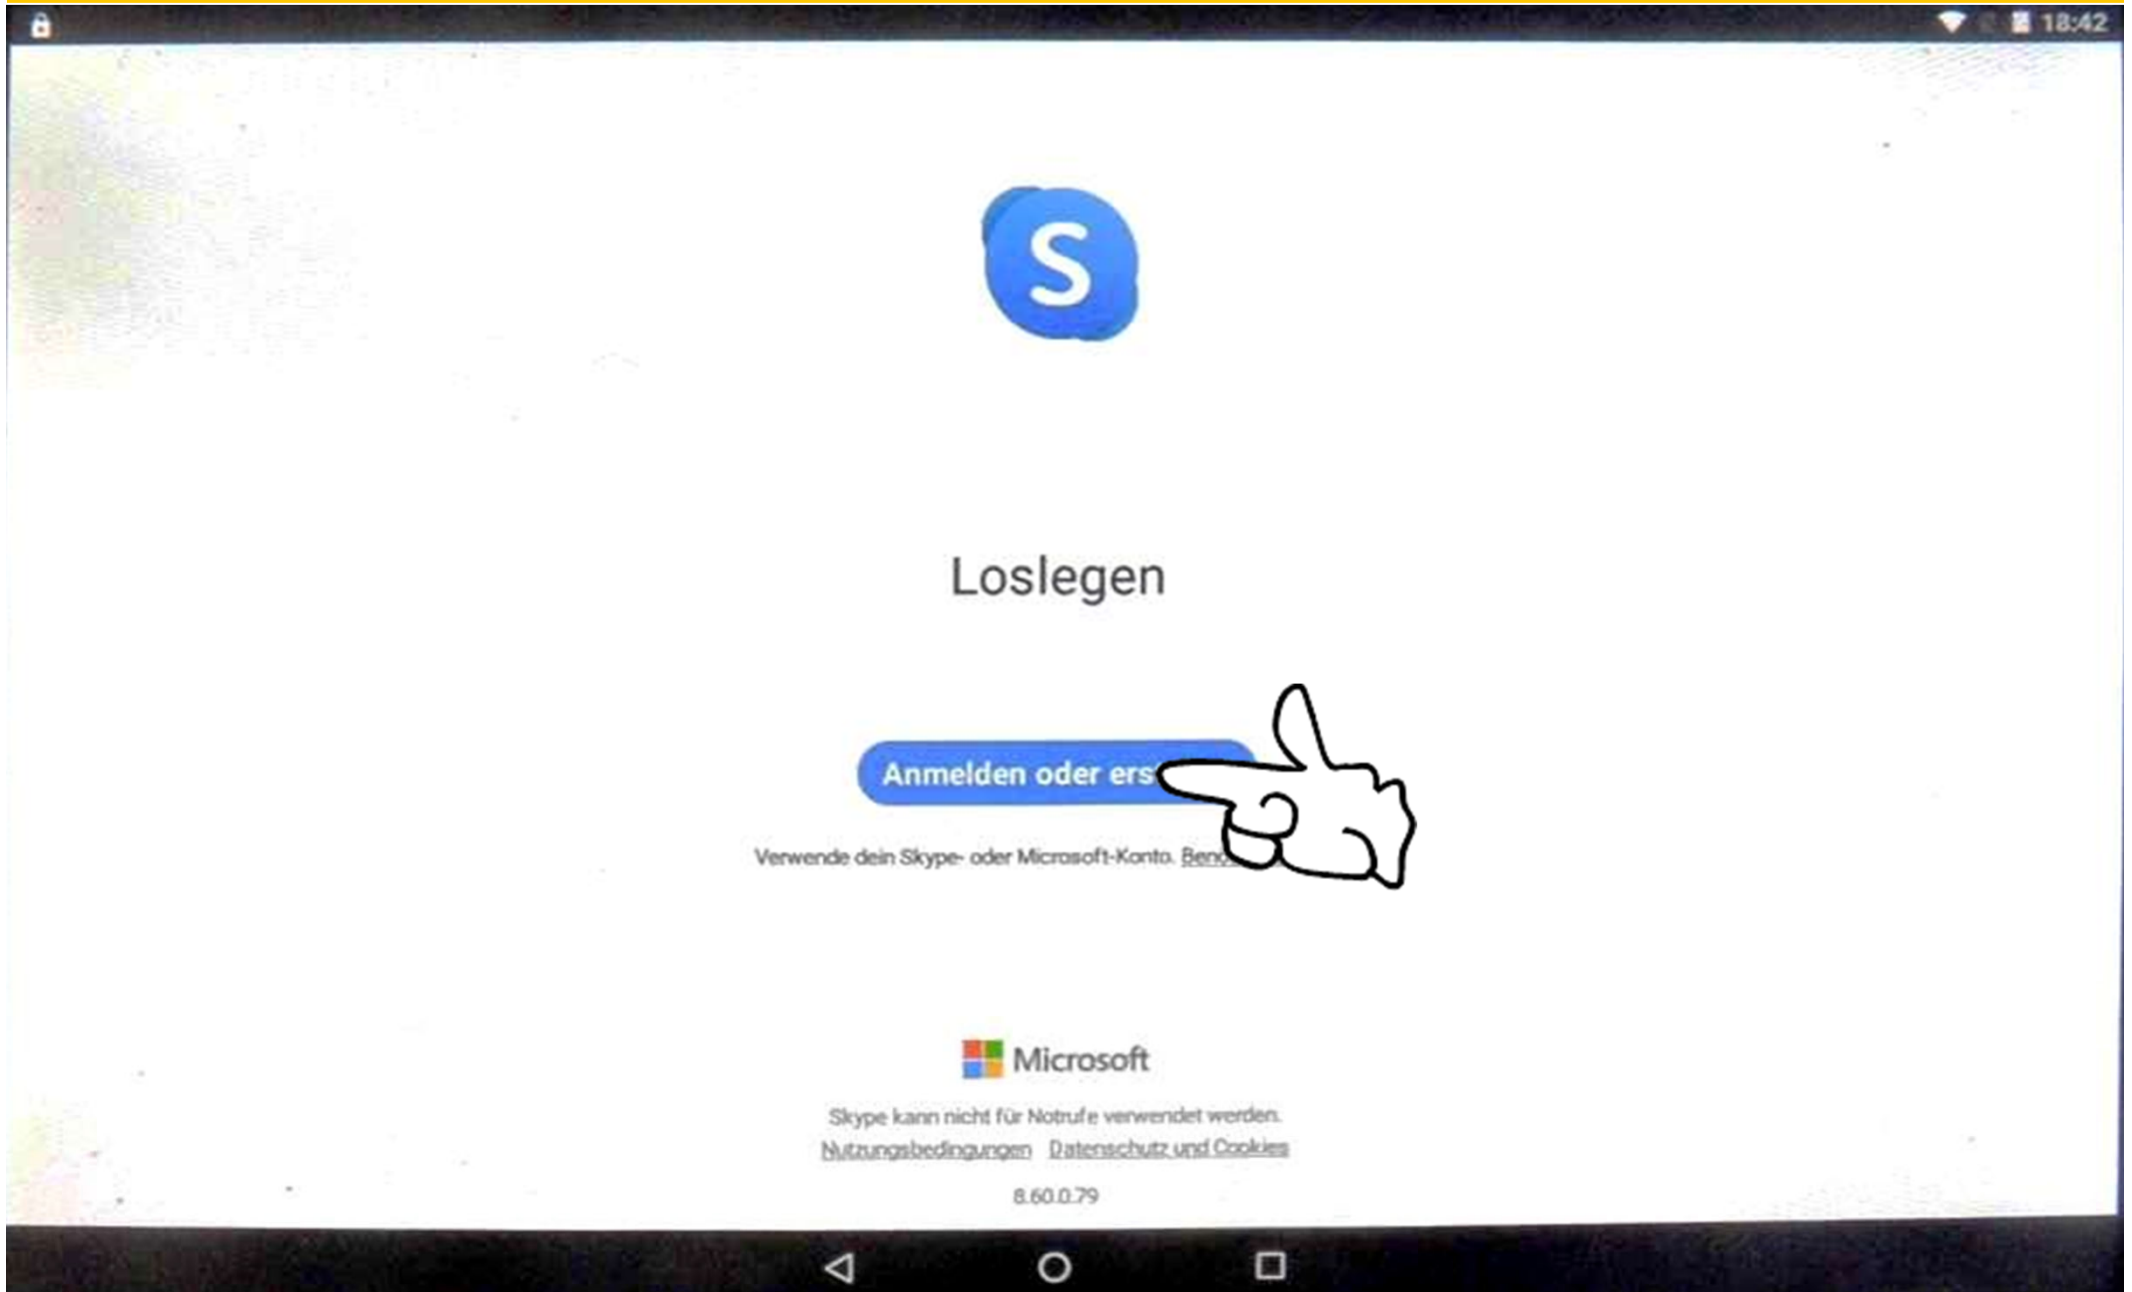 18:42
S
Loslegen
Anmelden oder ers
Verwende dein Skype- oder Microsoft-Konto.
Microsoft
Skype kann nicht für Notrufe verwendet werden.
Nutzungsbedingungen Datenschutz und Cookies
8.60.0.79